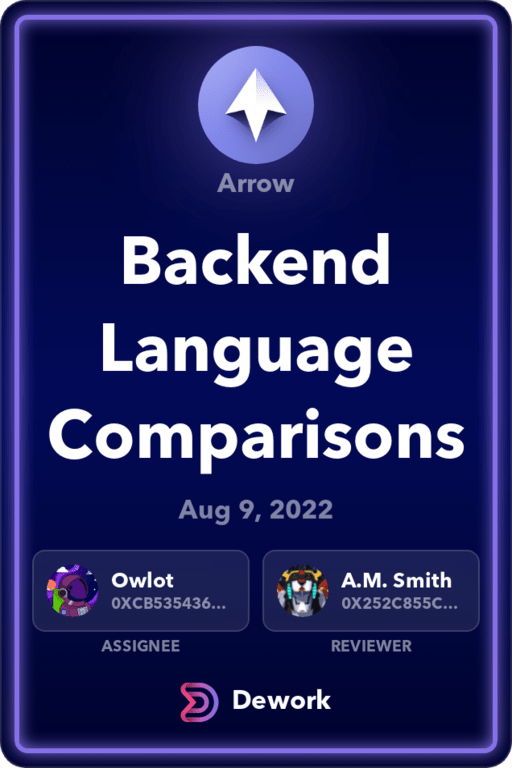 Arrow
Backend
Language
Comparisons
Aug 9, 2022
Owlot
0XCB535436...
ASSIGNEE
A.M. Smith
0X252C855C...
REVIEWER
Dework